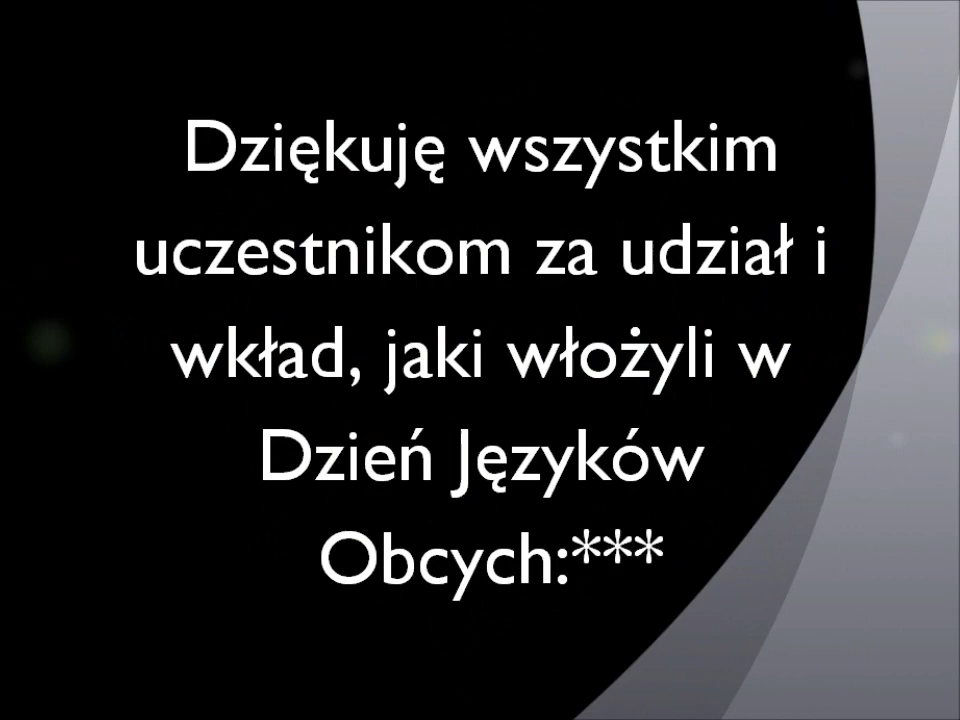 Dziękuję wszystkim
uczestnikom za udział i
wkład, jaki włożyli w
Dzień Języków
Obcych:***